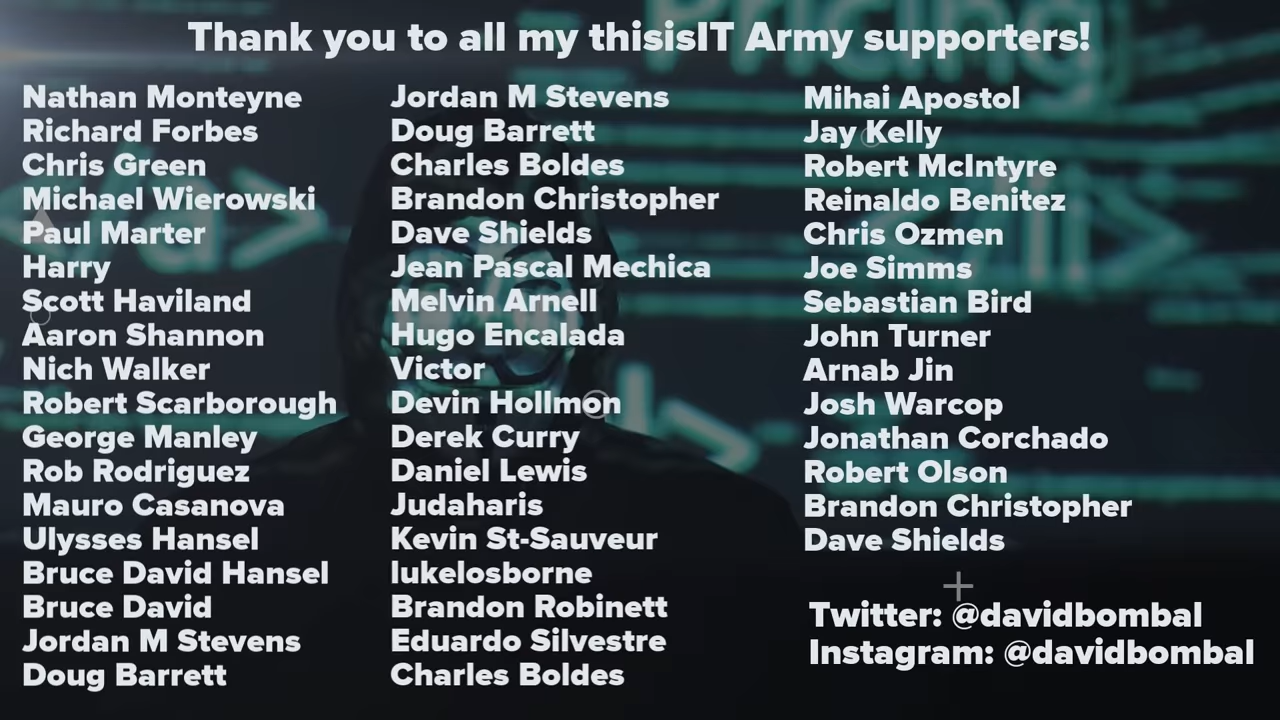 Thank you to all my thisisIT Army supporters!
Nathan Monteyne
Richard Forbes
Chris Green
Michael Wierowski
Paul Marter
Harry
Scott Haviland
Aaron Shannon
Nich Walker
Robert Scarborough
George Manley
Rob Rodriguez
Mauro Casanova
Ulysses Hansel
Bruce David Hansel
Bruce David
Jordan M Stevens
Doug Barrett
Jordan M Stevens
Doug Barrett
Charles Boldes
Brandon Christopher
Dave Shields
Jean Pascal Mechica
Melvin Arnell
Hugo Encalada
Victor
Devin Hollmon
Derek Curry
Daniel Lewis
Judaharis
Kevin St-Sauveur
lukelosborne
Brandon Robinett
Eduardo Silvestre
Charles Boldes
Mihai Apostol
Jay Kelly
Robert McIntyre
Reinaldo Benitez
Chris Ozmen
Joe Simms
Sebastian Bird
John Turner
Arnab Jin
Josh Warcop
Jonathan Corchado
Robert Olson
Brandon Christopher
Dave Shields
Twitter: @davidbombal
Instagram: @davidbombal
Pricing